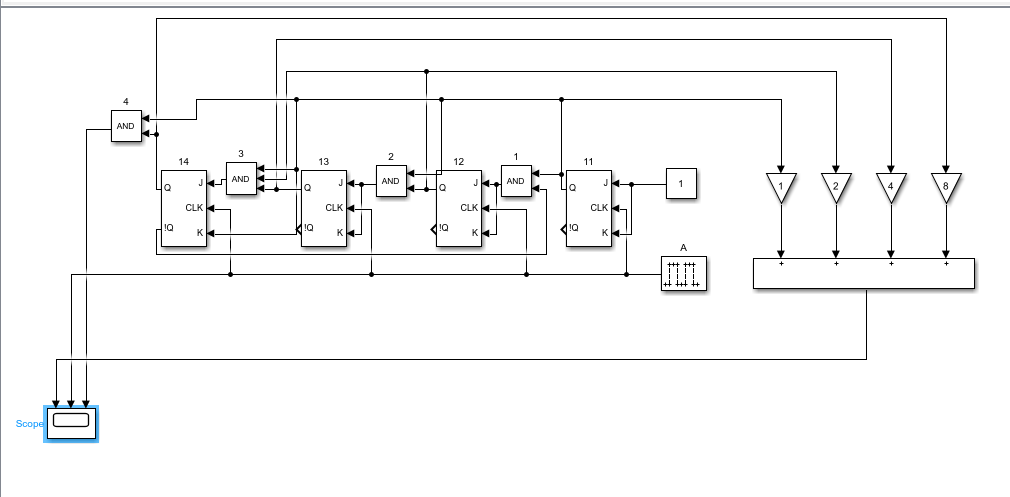 4
AND
14
3
13
2
12
1
11
AND
AND
AND
J
Q
CLK
!Q
K
J
Q
CLK
!Q
K
J
Q
CLK
!Q
K
J
Q
CLK
!Q
K
1
1
2
4
8
A
+ + + +
Scope